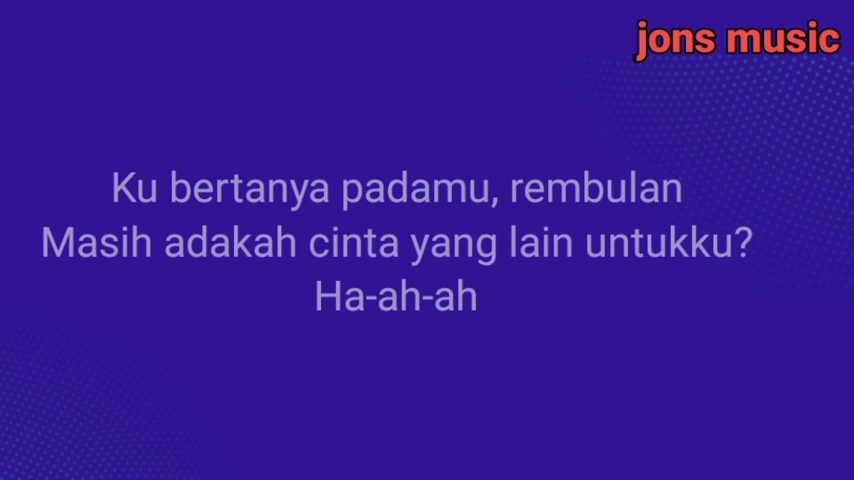 jons music
Ku bertanya padamu, rembulan
Masih adakah cinta yang lain untukku?
Ha-ah-ah